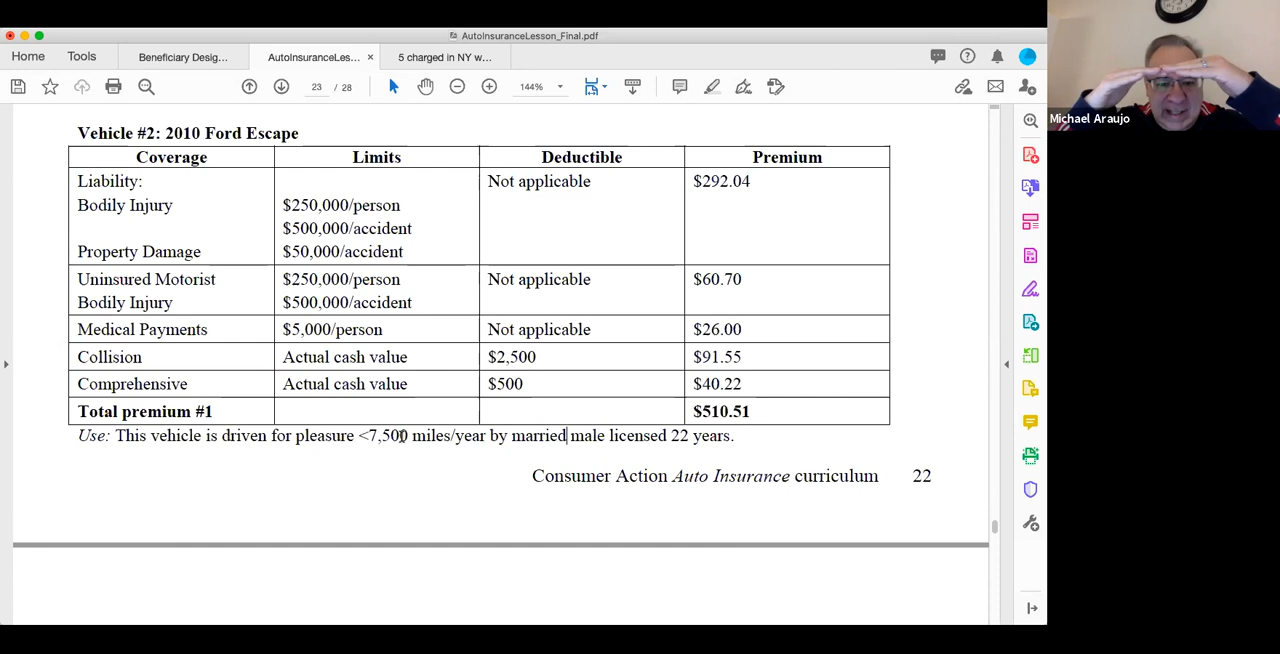 AutoInsuranceLesson_Final.pdf
Home Tools Beneficiary Desig... AutoInsuranceLes... × 5 charged in NY w...
23 / 28 144%
Michael Araujo
Vehicle #2: 2010 Ford Escape
Coverage Limits Deductible Premium
Liability: Not applicable $292.04
Bodily Injury $250,000/person
$500,000/accident
Property Damage $50,000/accident
Uninsured Motorist $250,000/person Not applicable $60.70
Bodily Injury $500,000/accident
Medical Payments $5,000/person Not applicable $26.00
Collision Actual cash value $2,500 $91.55
Comprehensive Actual cash value $500 $40.22
Total premium #1 $510.51
Use: This vehicle is driven for pleasure <7,500 miles/year by married male licensed 22 years.
Consumer Action Auto Insurance curriculum 22